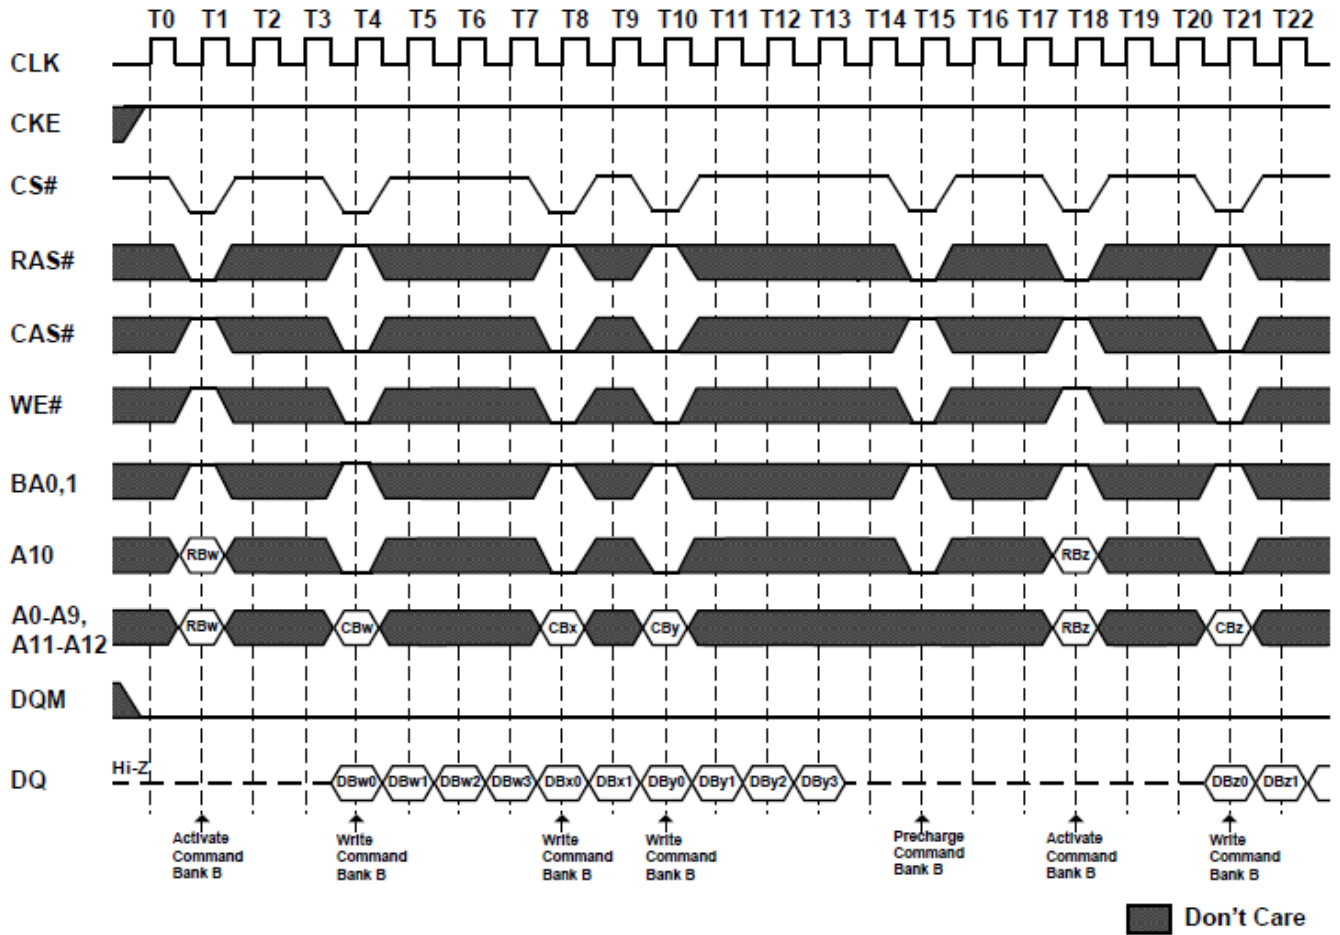 T0 T1 T2 T3 T4 T5 T6 T7 T8 T9 T10 T11 T12 T13 T14 T15 T16 T17 T18 T19 T20 T21 T22
CLK
CKE
CS#
RAS#
CAS#
WE#
BA0,1
A10
RBw RBz
A0-A9,
A11-A12
RBw CBw CBx CBy RBz CBz
DQM
Hi-Z
DQ
DBw0 DBw1 DBw2 DBw3 DBx0 DBx1 DBy0 DBy1 DBy2 DBy3 DBz0 DBz1
Activate
Command
Bank B
Write
Command
Bank B
Write
Command
Bank B
Write
Command
Bank B
Precharge
Command
Bank B
Activate
Command
Bank B
Write
Command
Bank B
Don't Care